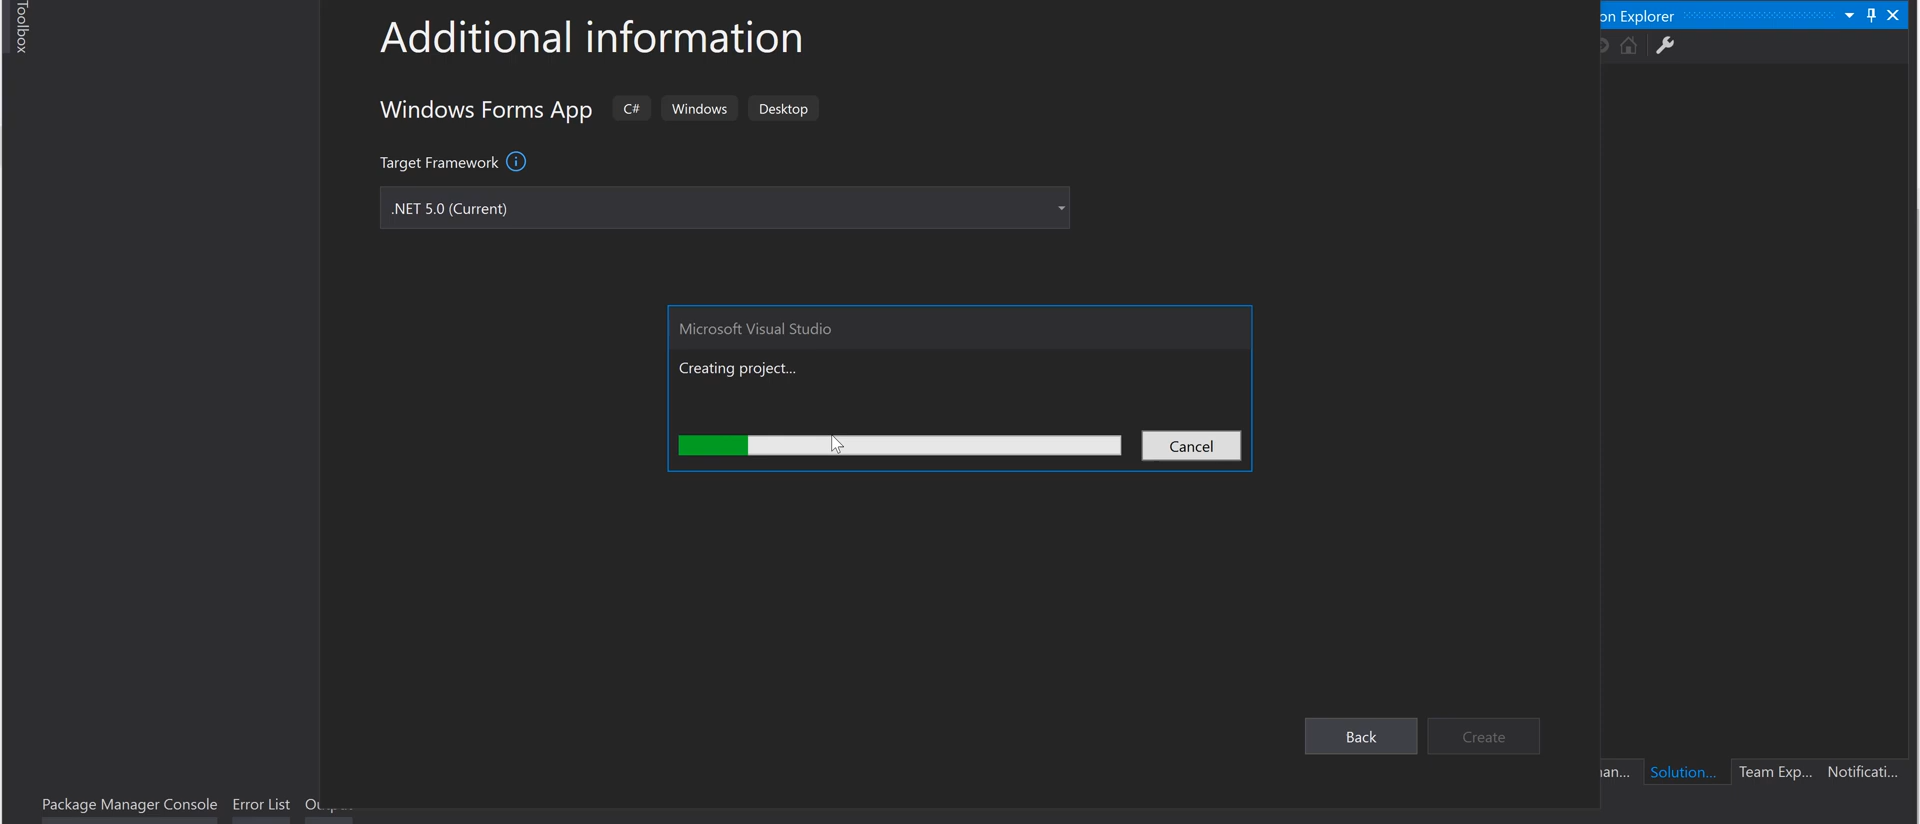 Toolbox
Additional information
Windows Forms App C# Windows Desktop
Target Framework
.NET 5.0 (Current)
Microsoft Visual Studio
Creating project...
Cancel
Back Create
on Explorer
an... Solution... Team Exp... Notificati...
Package Manager Console Error List